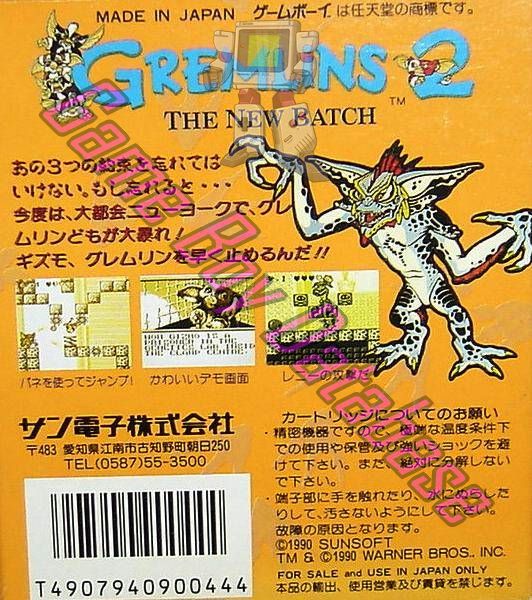 MADE IN JAPAN ゲームボーイは任天堂の商標です。
GREMLINS 2
TM
THE NEW BATCH
あの3つの約束を忘れては
いけない。もし忘れると・・・
今度は、大都会ニューヨークで、グレ
ムリンどもが大暴れ!
ギズモ、グレムリンを早く止めるんだ!!
バネを使ってジャンプ!
かわいいデモ画面
レニーの攻撃だ!
サン電子株式会社
〒483 愛知県江南市古知野町朝日250
TEL(0587)55-3500
カートリッジについてのお願い
・精密機器ですので、極端な温度条件下
での使用や保管及び強いショックを避
けて下さい。また、絶対に分解しない
で下さい。
・端子部に手を触れたり、水にぬらした
りして、汚さないようにして下さい。
故障の原因となります。
©1990 SUNSOFT
TM & ©1990 WARNER BROS., INC.
FOR SALE and USE IN JAPAN ONLY
本品の輸出、使用営業及び賃貸を禁じます。
T4907940900444
Game Boy Database